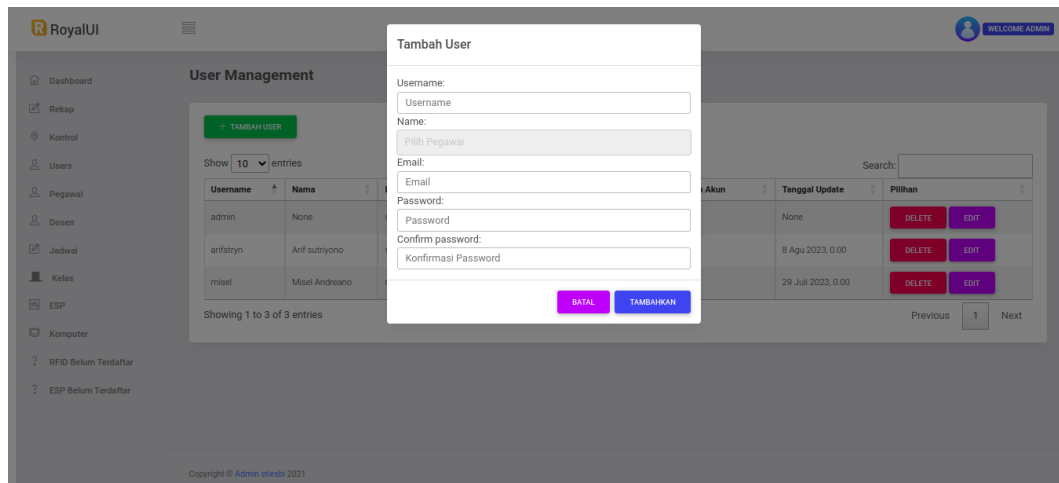 RoyalUI
WELCOME ADMIN
Dashboard
Rekap
Kontrol
Users
Pegawai
Dosen
Jadwal
Kelas
ESP
Komputer
RFID Belum Terdaftar
ESP Belum Terdaftar
User Management
+ TAMBAH USER
Show 10 entries
Search:
Username Nama Akun Tanggal Update Pilihan
admin None None DELETE EDIT
arifstryn Arif sutriyono 8 Agu 2023, 0.00 DELETE EDIT
misel Misel Andreano 29 Juli 2023, 0.00 DELETE EDIT
Showing 1 to 3 of 3 entries
Previous 1 Next
Tambah User
Username:
Username
Name:
Pilih Pegawai
Email:
Email
Password:
Password
Confirm password:
Konfirmasi Password
BATAL TAMBAHKAN
Copyright © Admin stiesbi 2021